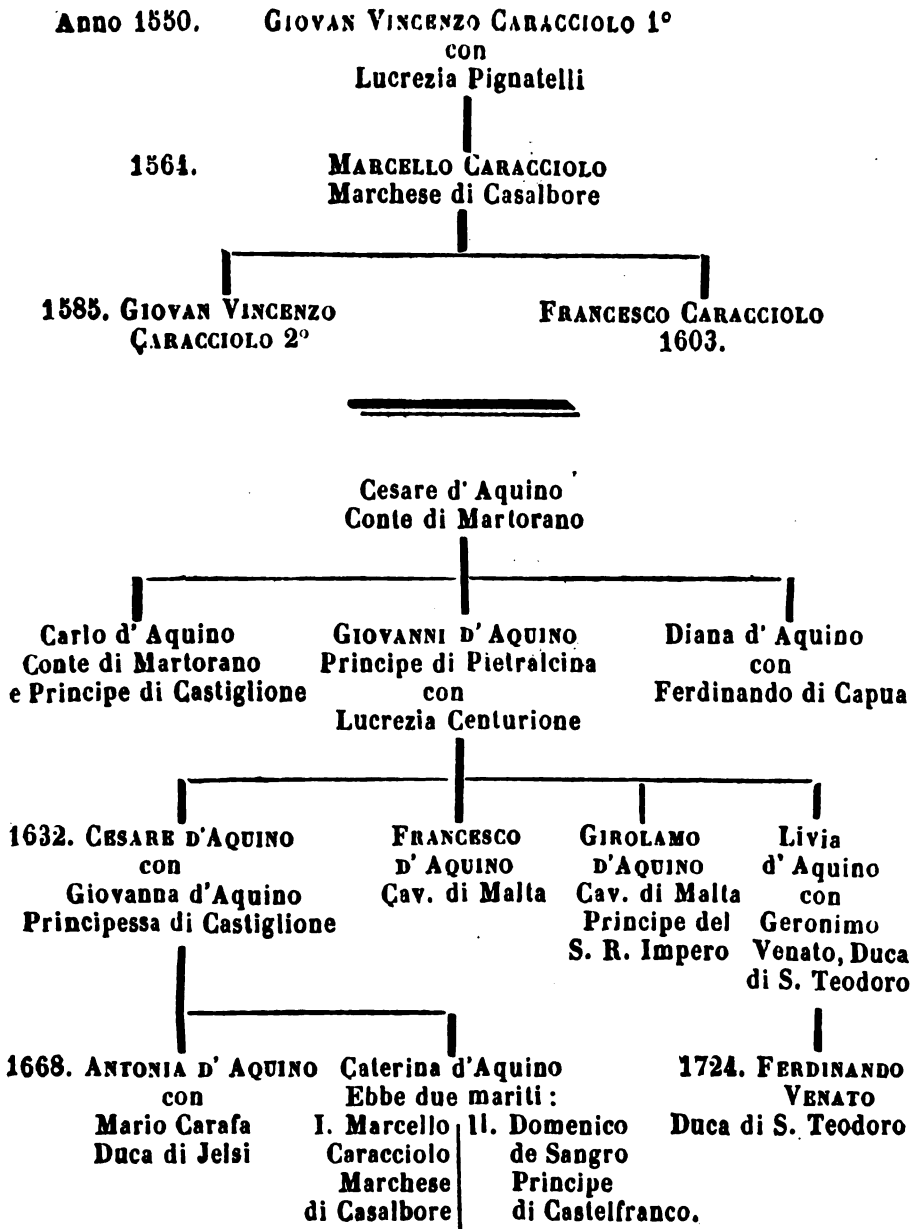 Anno 1550. GIOVAN VINCENZO CARACCIOLO 1º
con
Lucrezia Pignatelli
1564. MARCELLO CARACCIOLO
Marchese di Casalbore
1585. GIOVAN VINCENZO
CARACCIOLO 2º
FRANCESCO CARACCIOLO
1603.
Cesare d' Aquino
Conte di Martorano
Carlo d' Aquino
Conte di Martorano
e Principe di Castiglione
GIOVANNI D'AQUINO
Principe di Pietralcina
con
Lucrezia Centurione
Diana d' Aquino
con
Ferdinando di Capua
1632. CESARE D'AQUINO
con
Giovanna d'Aquino
Principessa di Castiglione
FRANCESCO
D' AQUINO
Cav. di Malta
GIROLAMO
D'AQUINO
Cav. di Malta
Principe del
S. R. Impero
Livia
d' Aquino
con
Geronimo
Venato, Duca
di S. Teodoro
1668. ANTONIA D' AQUINO
con
Mario Carafa
Duca di Jelsi
Caterina d'Aquino
Ebbe due mariti :
I. Marcello
Caracciolo
Marchese
di Casalbore
II. Domenico
de Sangro
Principe
di Castelfranco.
1724. FERDINANDO
VENATO
Duca di S. Teodoro